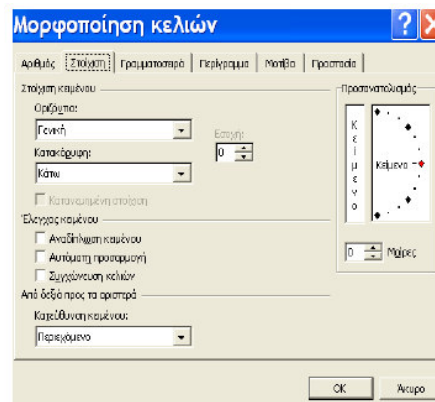 Μορφοποίηση κελιών
Αριθμός Στοίχιση Γραμματοσειρά Περίγραμμα Μοτίβο Προστασία
Στοίχιση κειμένου
Προσανατολισμός
Οριζόντια:
Γενική
Εσοχή:
0
Κατακόρυφη:
Κάτω
Κείμενο
Κείμενο
Κατανεμημένη στοίχιση
Έλεγχος κειμένου
Αναδίπλωση κειμένου
Αυτόματη προσαρμογή
Συγχώνευση κελιών
0 Μοίρες
Από δεξιά προς τα αριστερά
Κατεύθυνση κειμένου:
Περιεχόμενο
OK Άκυρο